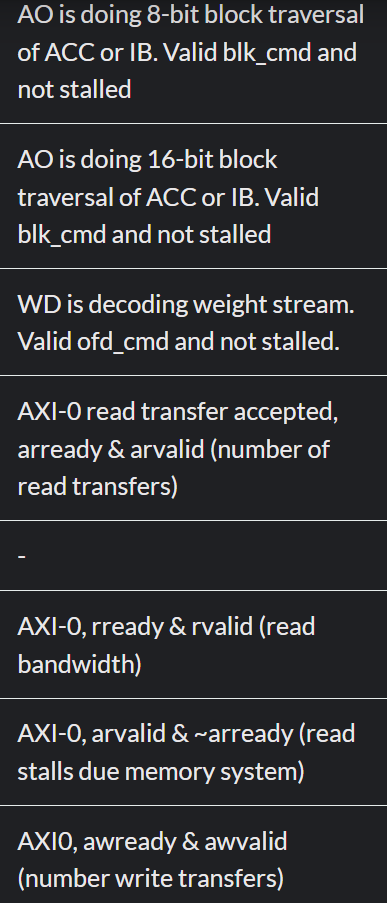 AO is doing 8-bit block traversal
of ACC or IB. Valid blk_cmd and
not stalled
AO is doing 16-bit block
traversal of ACC or IB. Valid
blk_cmd and not stalled
WD is decoding weight stream.
Valid ofd_cmd and not stalled.
AXI-0 read transfer accepted,
arready & arvalid (number of
read transfers)
-
AXI-0, rready & rvalid (read
bandwidth)
AXI-0, arvalid & ~arready (read
stalls due memory system)
AXI0, awready & awvalid
(number write transfers)